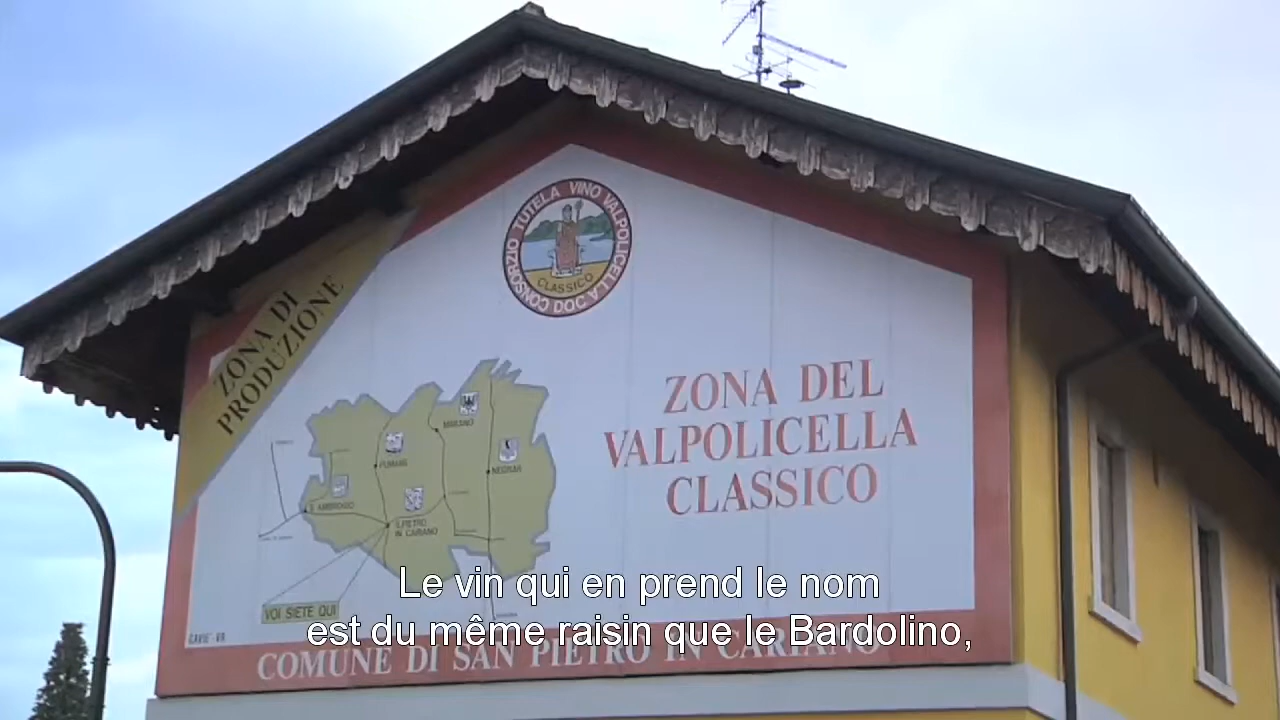 CONSORZIO TUTELA VINO VALPOLICELLA DOC
CLASSICO
ZONA DI
PRODUZIONE
ZONA DEL
VALPOLICELLA
CLASSICO
MARANO
FUMANE
NEGRAR
S. AMBROGIO
S.PIETRO
IN CARIANO
VOI SIETE QUI
Le vin qui en prend le nom
est du même raisin que le Bardolino,
COMUNE DI SAN PIETRO IN CARIANO